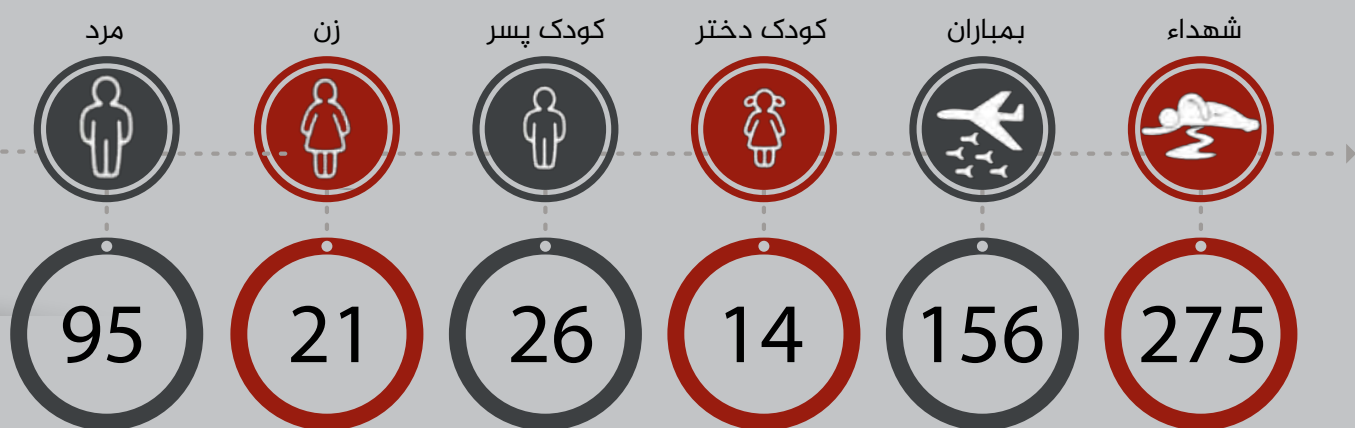 شهداء
بمباران
کودک دختر
کودک پسر
زن
مرد
275
156
14
26
21
95